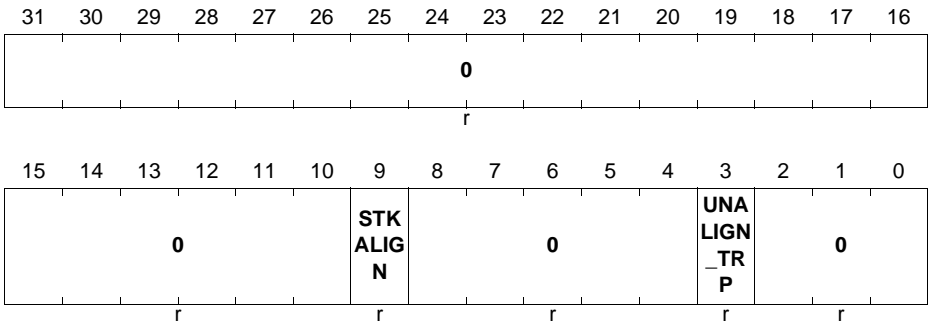 31 30 29 28 27 26 25 24 23 22 21 20 19 18 17 16
0
r
15 14 13 12 11 10 9 8 7 6 5 4 3 2 1 0
0 STK 0 UNA 0
ALIG LIGN
N _TR
P
r r r r r